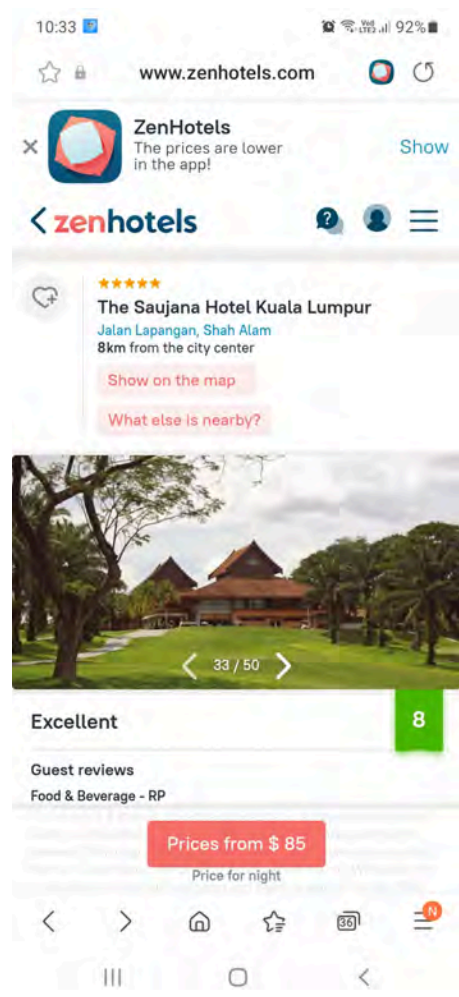 10:33
92%
www.zenhotels.com
ZenHotels
The prices are lower
in the app!
Show
zenhotels
The Saujana Hotel Kuala Lumpur
Jalan Lapangan, Shah Alam
8km from the city center
Show on the map
What else is nearby?
33 / 50
Excellent
8
Guest reviews
Food & Beverage - RP
Prices from $ 85
Price for night
36
N